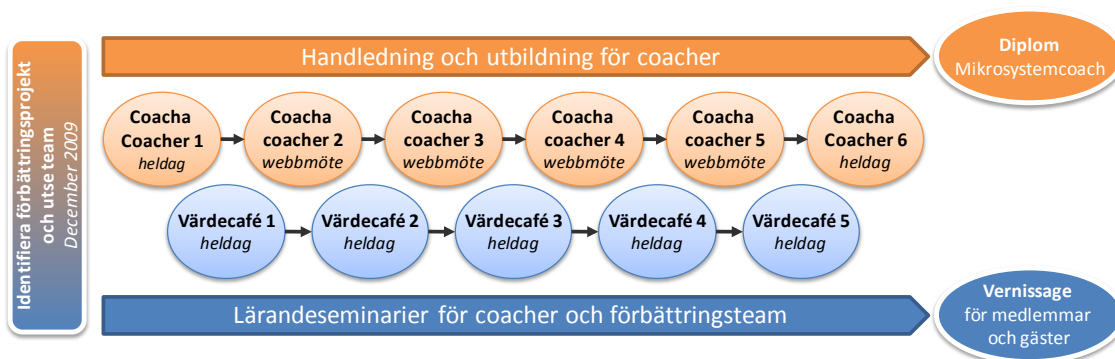 Identifiera förbättringsprojekt
och utse team
December 2009
Handledning och utbildning för coacher
Diplom
Mikrosystemcoach
Coacha
Coacher 1
heldag
Coacha
coacher 2
webbmöte
Coacha
coacher 3
webbmöte
Coacha
coacher 4
webbmöte
Coacha
coacher 5
webbmöte
Coacha
Coacher 6
heldag
Värdecafé 1
heldag
Värdecafé 2
heldag
Värdecafé 3
heldag
Värdecafé 4
heldag
Värdecafé 5
heldag
Lärandeseminarier för coacher och förbättringsteam
Vernissage
för medlemmar
och gäster